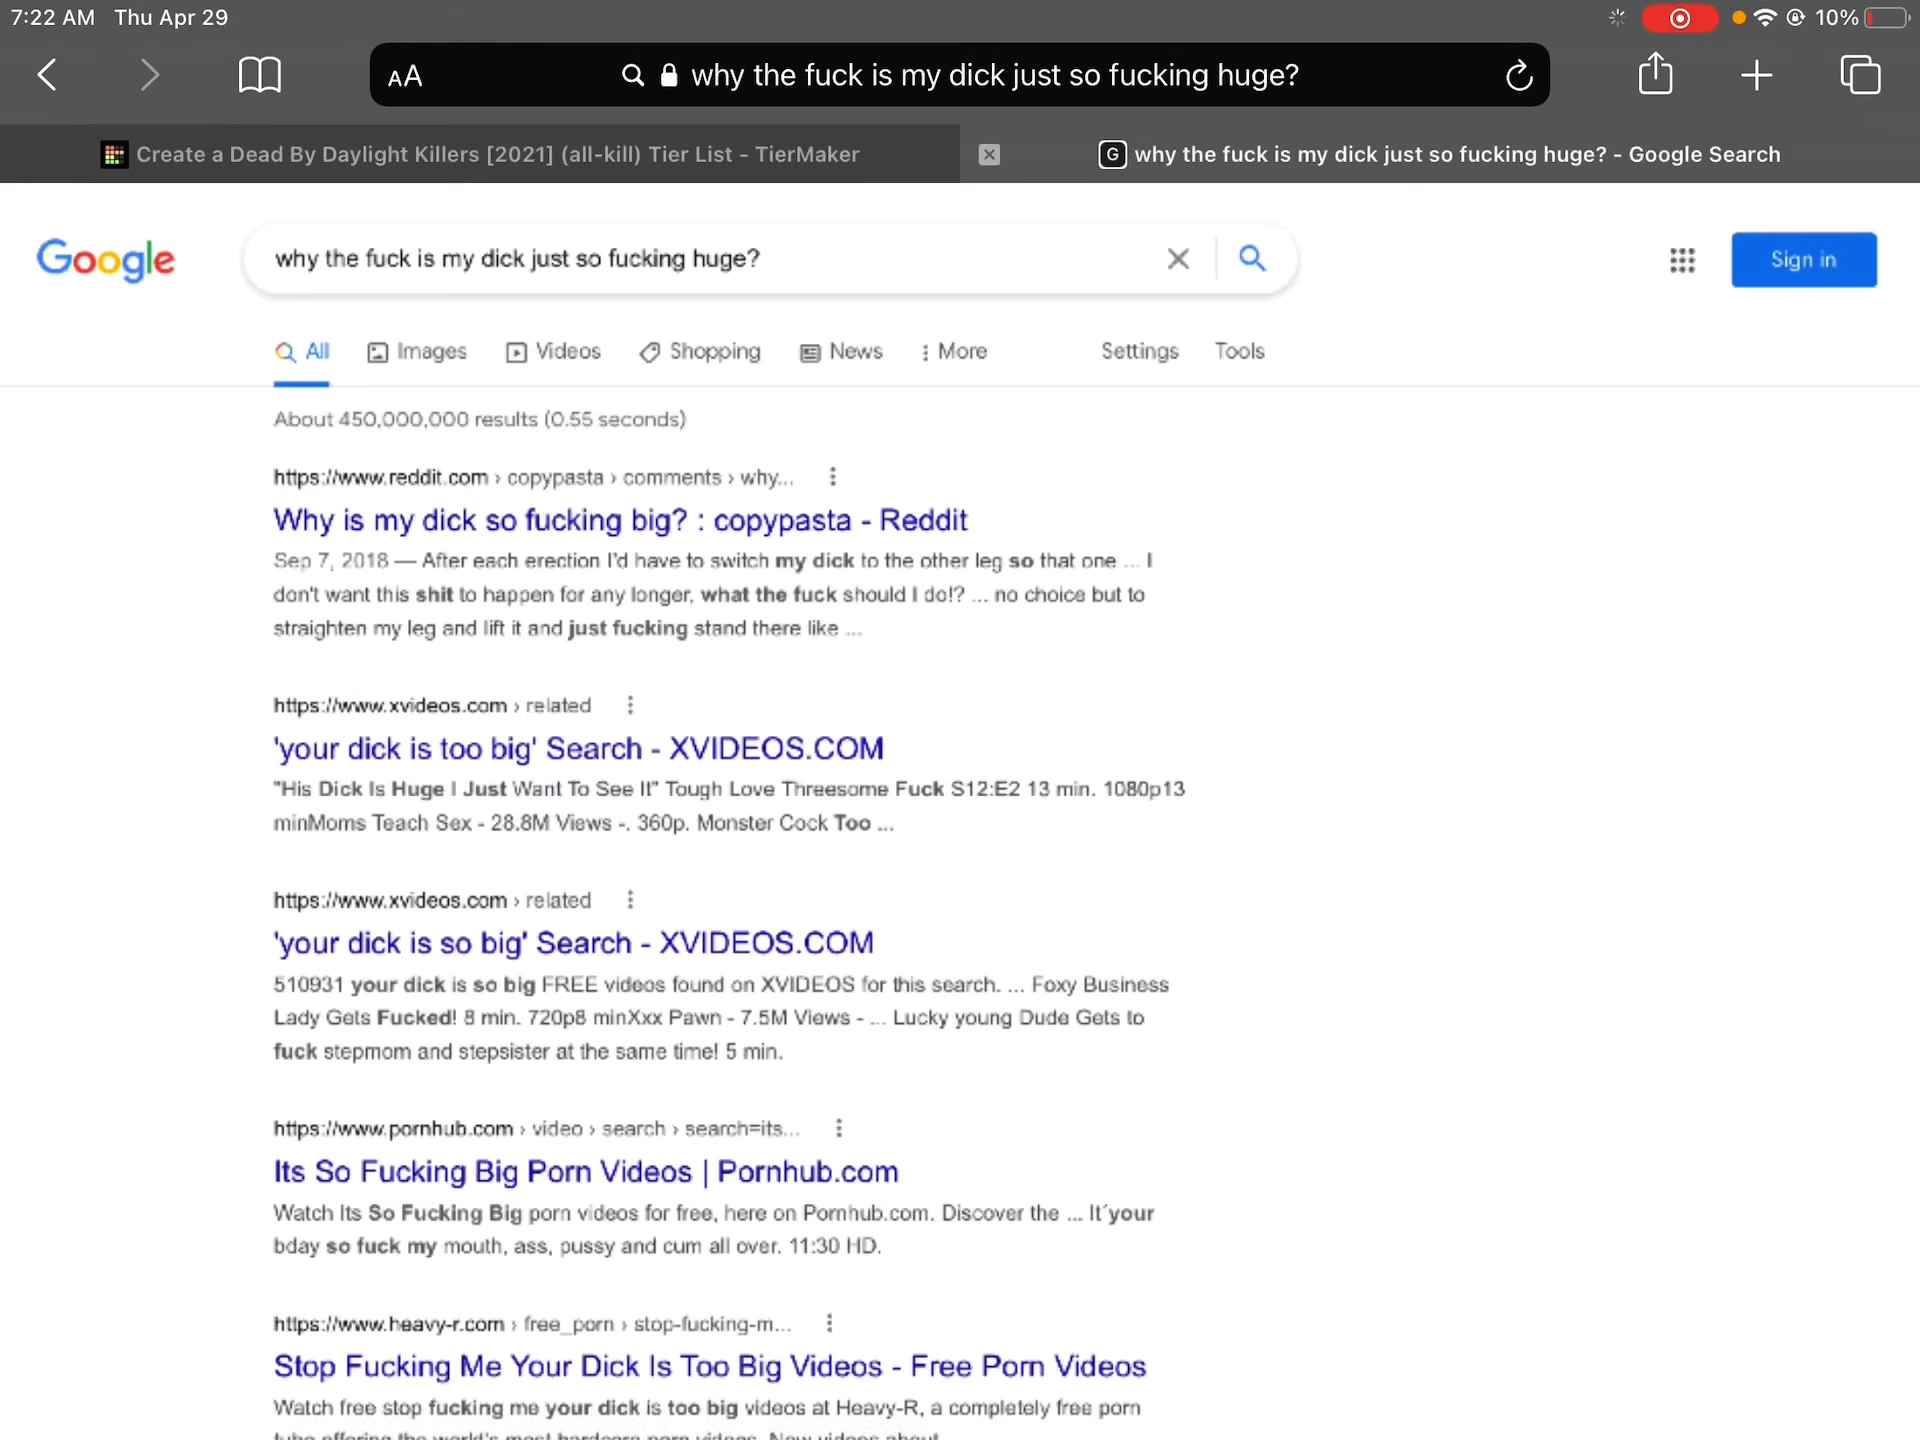 7:22 AM Thu Apr 29
10%
AA
why the fuck is my dick just so fucking huge?
Create a Dead By Daylight Killers [2021] (all-kill) Tier List - TierMaker
G why the fuck is my dick just so fucking huge? - Google Search
Google
why the fuck is my dick just so fucking huge?
Sign in
All Images Videos Shopping News More Settings Tools
About 450,000,000 results (0.55 seconds)
https://www.reddit.com › copypasta › comments › why...
Why is my dick so fucking big? : copypasta - Reddit
Sep 7, 2018 — After each erection I'd have to switch my dick to the other leg so that one ... I
don't want this shit to happen for any longer, what the fuck should I do!? ... no choice but to
straighten my leg and lift it and just fucking stand there like ...
https://www.xvideos.com › related
'your dick is too big' Search - XVIDEOS.COM
"His Dick Is Huge I Just Want To See It" Tough Love Threesome Fuck S12:E2 13 min. 1080p13
minMoms Teach Sex - 28.8M Views -. 360p. Monster Cock Too ...
https://www.xvideos.com › related
'your dick is so big' Search - XVIDEOS.COM
510931 your dick is so big FREE videos found on XVIDEOS for this search. ... Foxy Business
Lady Gets Fucked! 8 min. 720p8 minXxx Pawn - 7.5M Views - ... Lucky young Dude Gets to
fuck stepmom and stepsister at the same time! 5 min.
https://www.pornhub.com › video › search › search=its...
Its So Fucking Big Porn Videos | Pornhub.com
Watch Its So Fucking Big porn videos for free, here on Pornhub.com. Discover the ... It´your
bday so fuck my mouth, ass, pussy and cum all over. 11:30 HD.
https://www.heavy-r.com › free_porn › stop-fucking-m...
Stop Fucking Me Your Dick Is Too Big Videos - Free Porn Videos
Watch free stop fucking me your dick is too big videos at Heavy-R, a completely free porn
tube offering the world's most hardcore porn videos. New videos about